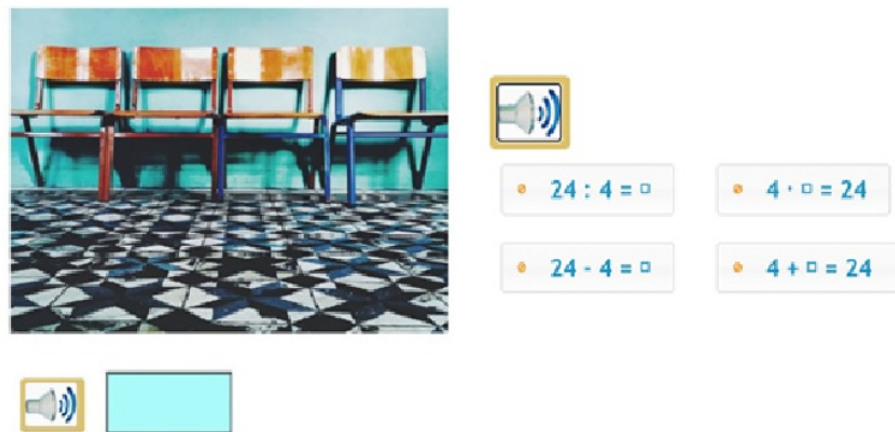 24 : 4 = □
4 · □ = 24
24 - 4 = □
4 + □ = 24